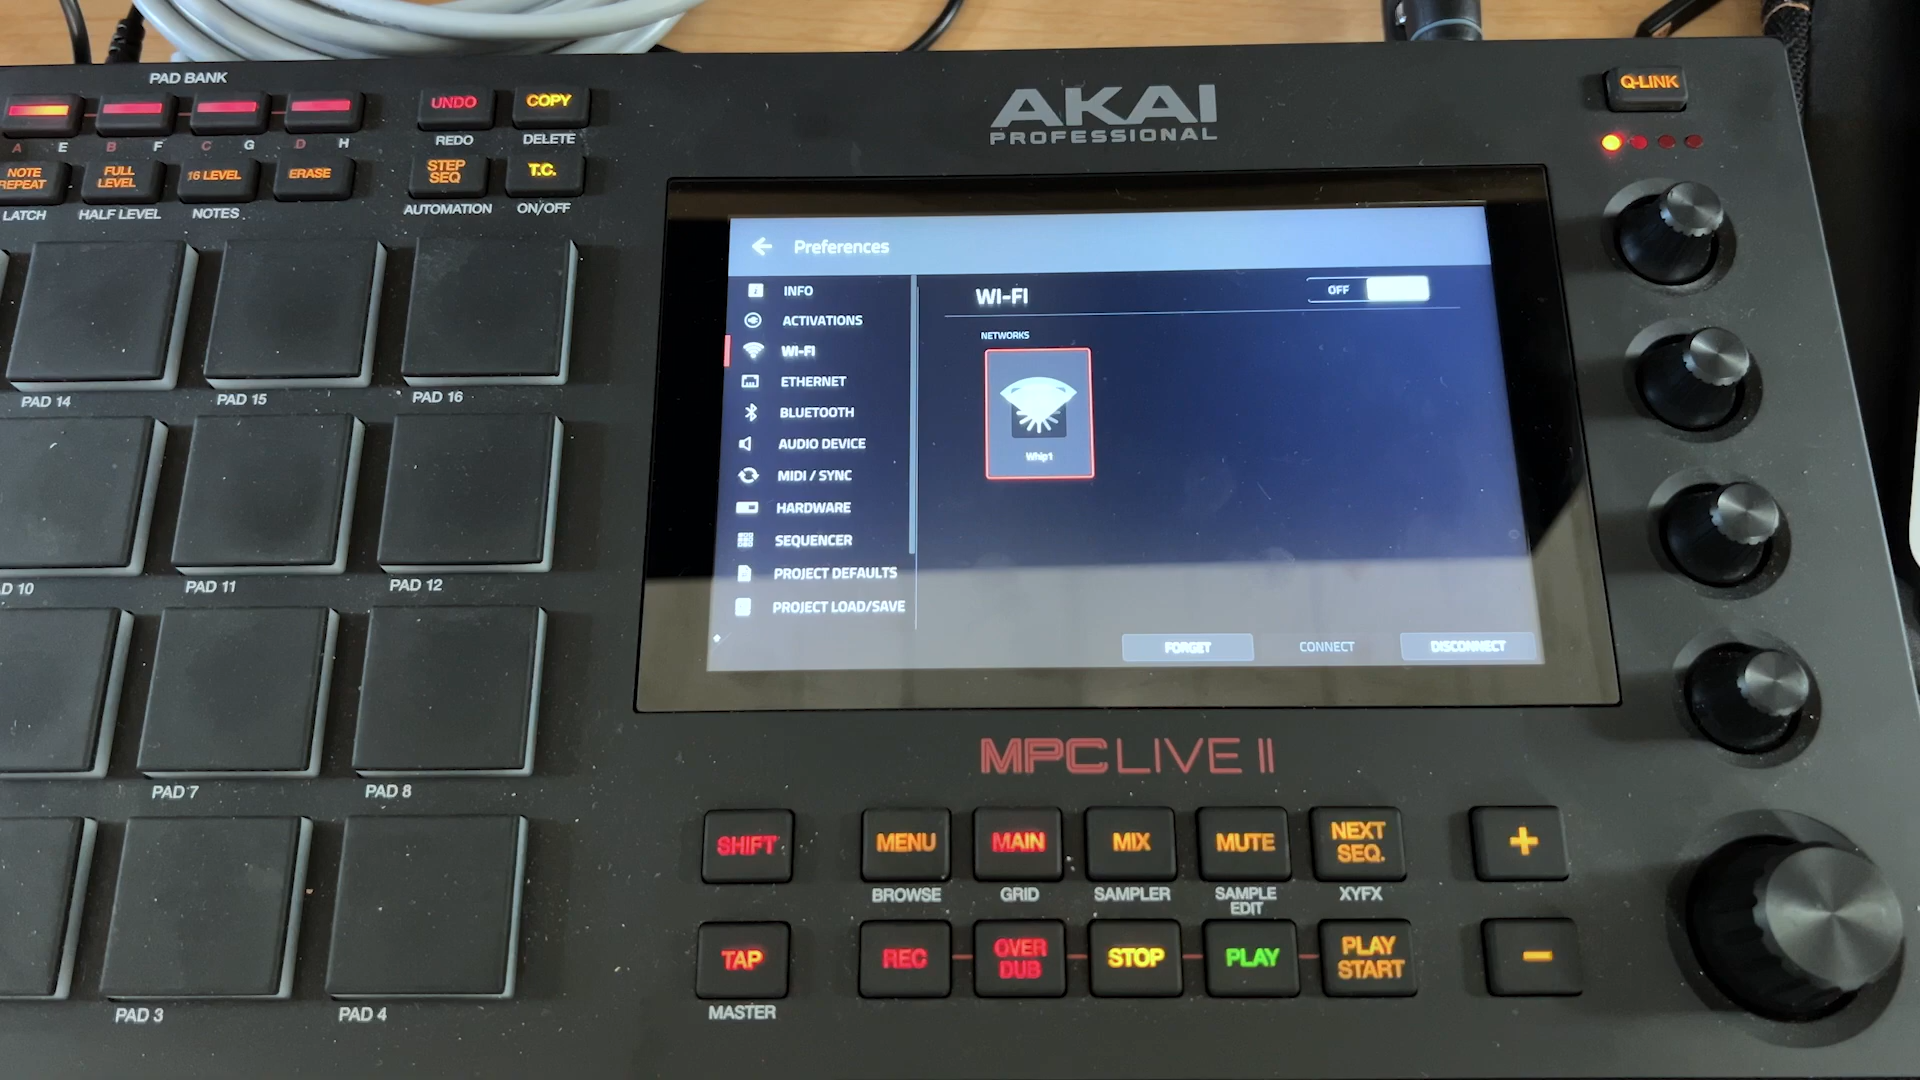 PAD BANK
UNDO
COPY
A E B F C G D H
REDO
DELETE
NOTE REPEAT
FULL LEVEL
16 LEVEL
ERASE
STEP SEQ
T.C.
LATCH
HALF LEVEL
NOTES
AUTOMATION
ON/OFF
AKAI
PROFESSIONAL
Q-LINK
PAD 14
PAD 15
PAD 16
PAD 11
PAD 12
PAD 7
PAD 8
PAD 3
PAD 4
Preferences
INFO
ACTIVATIONS
WI-FI
ETHERNET
BLUETOOTH
AUDIO DEVICE
MIDI / SYNC
HARDWARE
SEQUENCER
PROJECT DEFAULTS
PROJECT LOAD/SAVE
WI-FI
OFF
NETWORKS
Whip1
FORGET
CONNECT
DISCONNECT
MPC LIVE II
SHIFT
MENU
MAIN
MIX
MUTE
NEXT SEQ.
+
BROWSE
GRID
SAMPLER
SAMPLE EDIT
XYFX
TAP
REC
OVER DUB
STOP
PLAY
PLAY START
−
MASTER